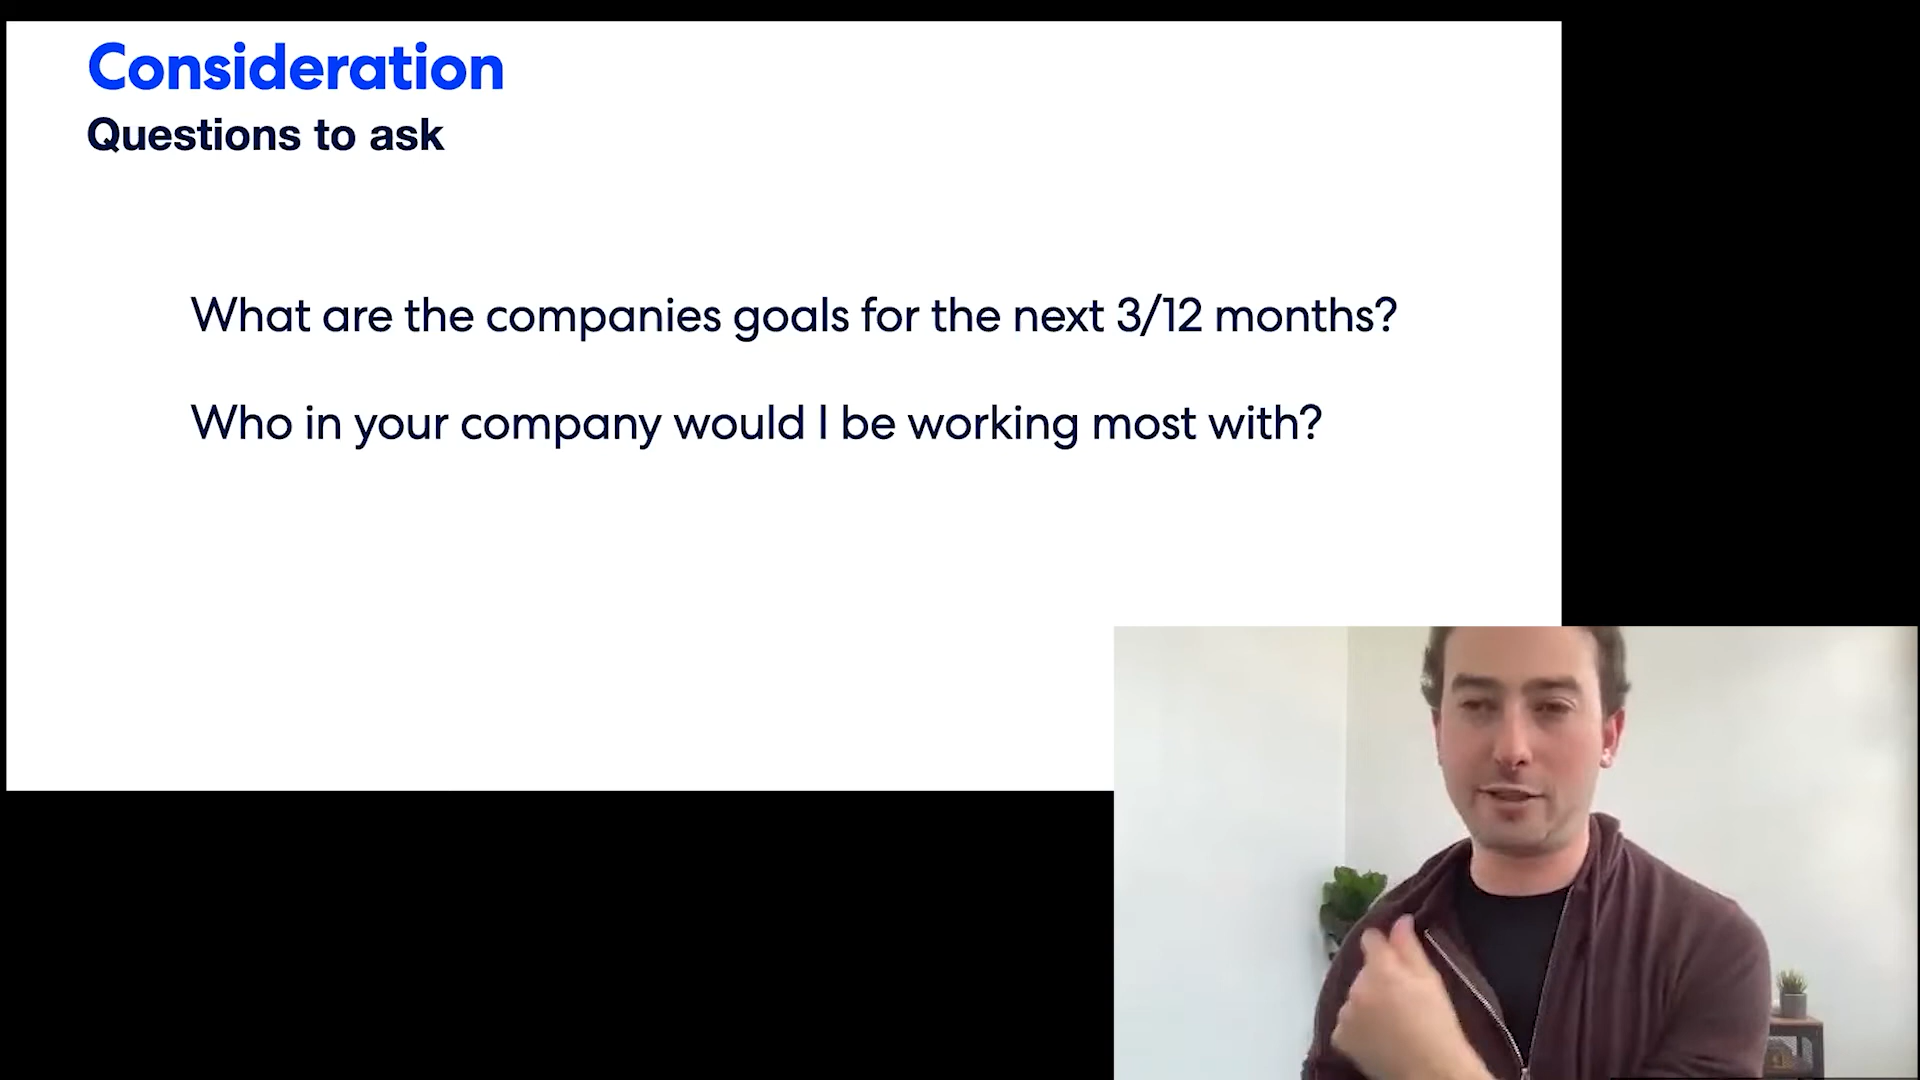 Consideration
Questions to ask
What are the companies goals for the next 3/12 months?
Who in your company would I be working most with?